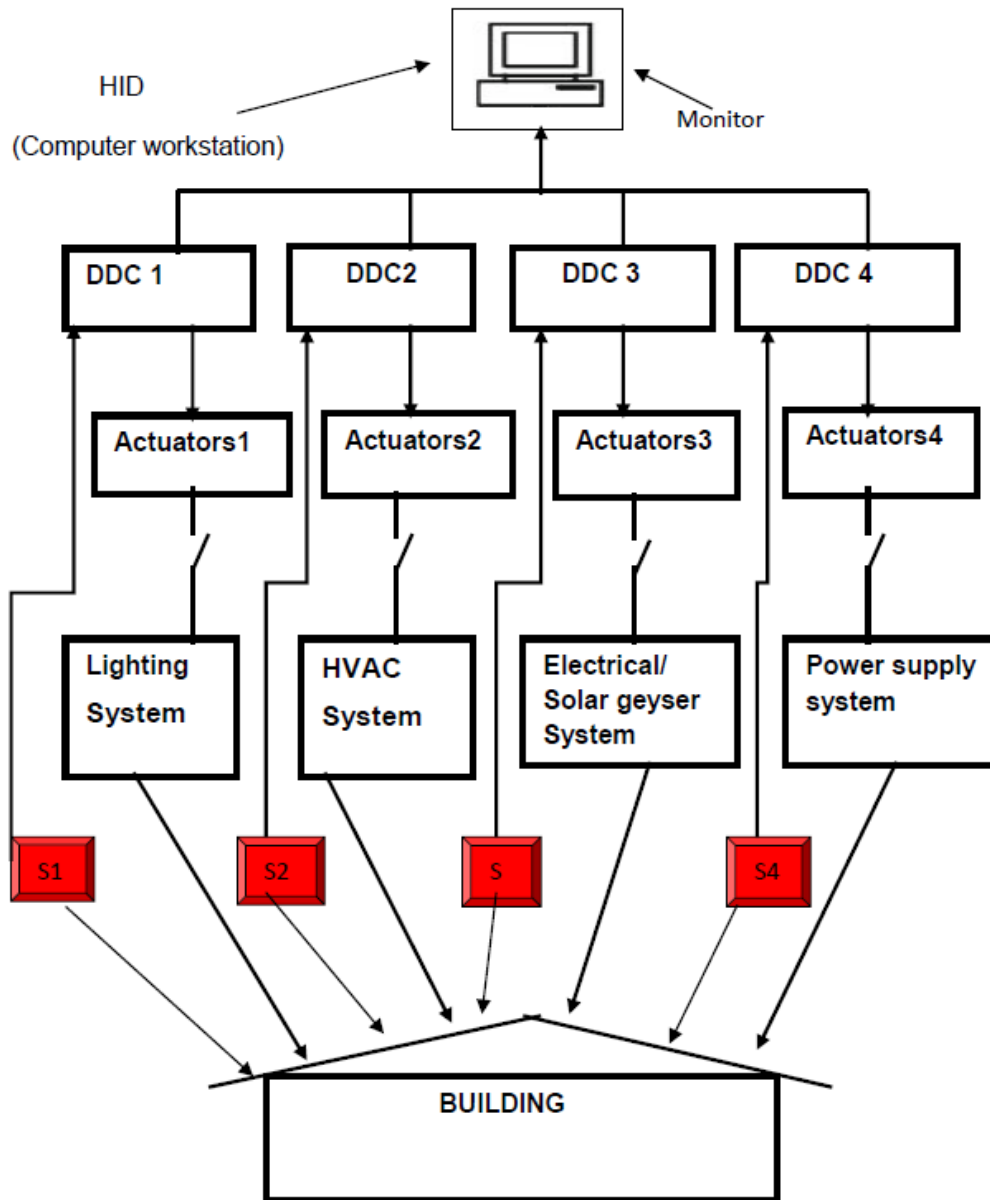 HID
(Computer workstation)
Monitor
DDC 1
DDC2
DDC 3
DDC 4
Actuators1
Actuators2
Actuators3
Actuators4
Lighting
System
HVAC
System
Electrical/
Solar geyser
System
Power supply
system
S1
S2
S
S4
BUILDING